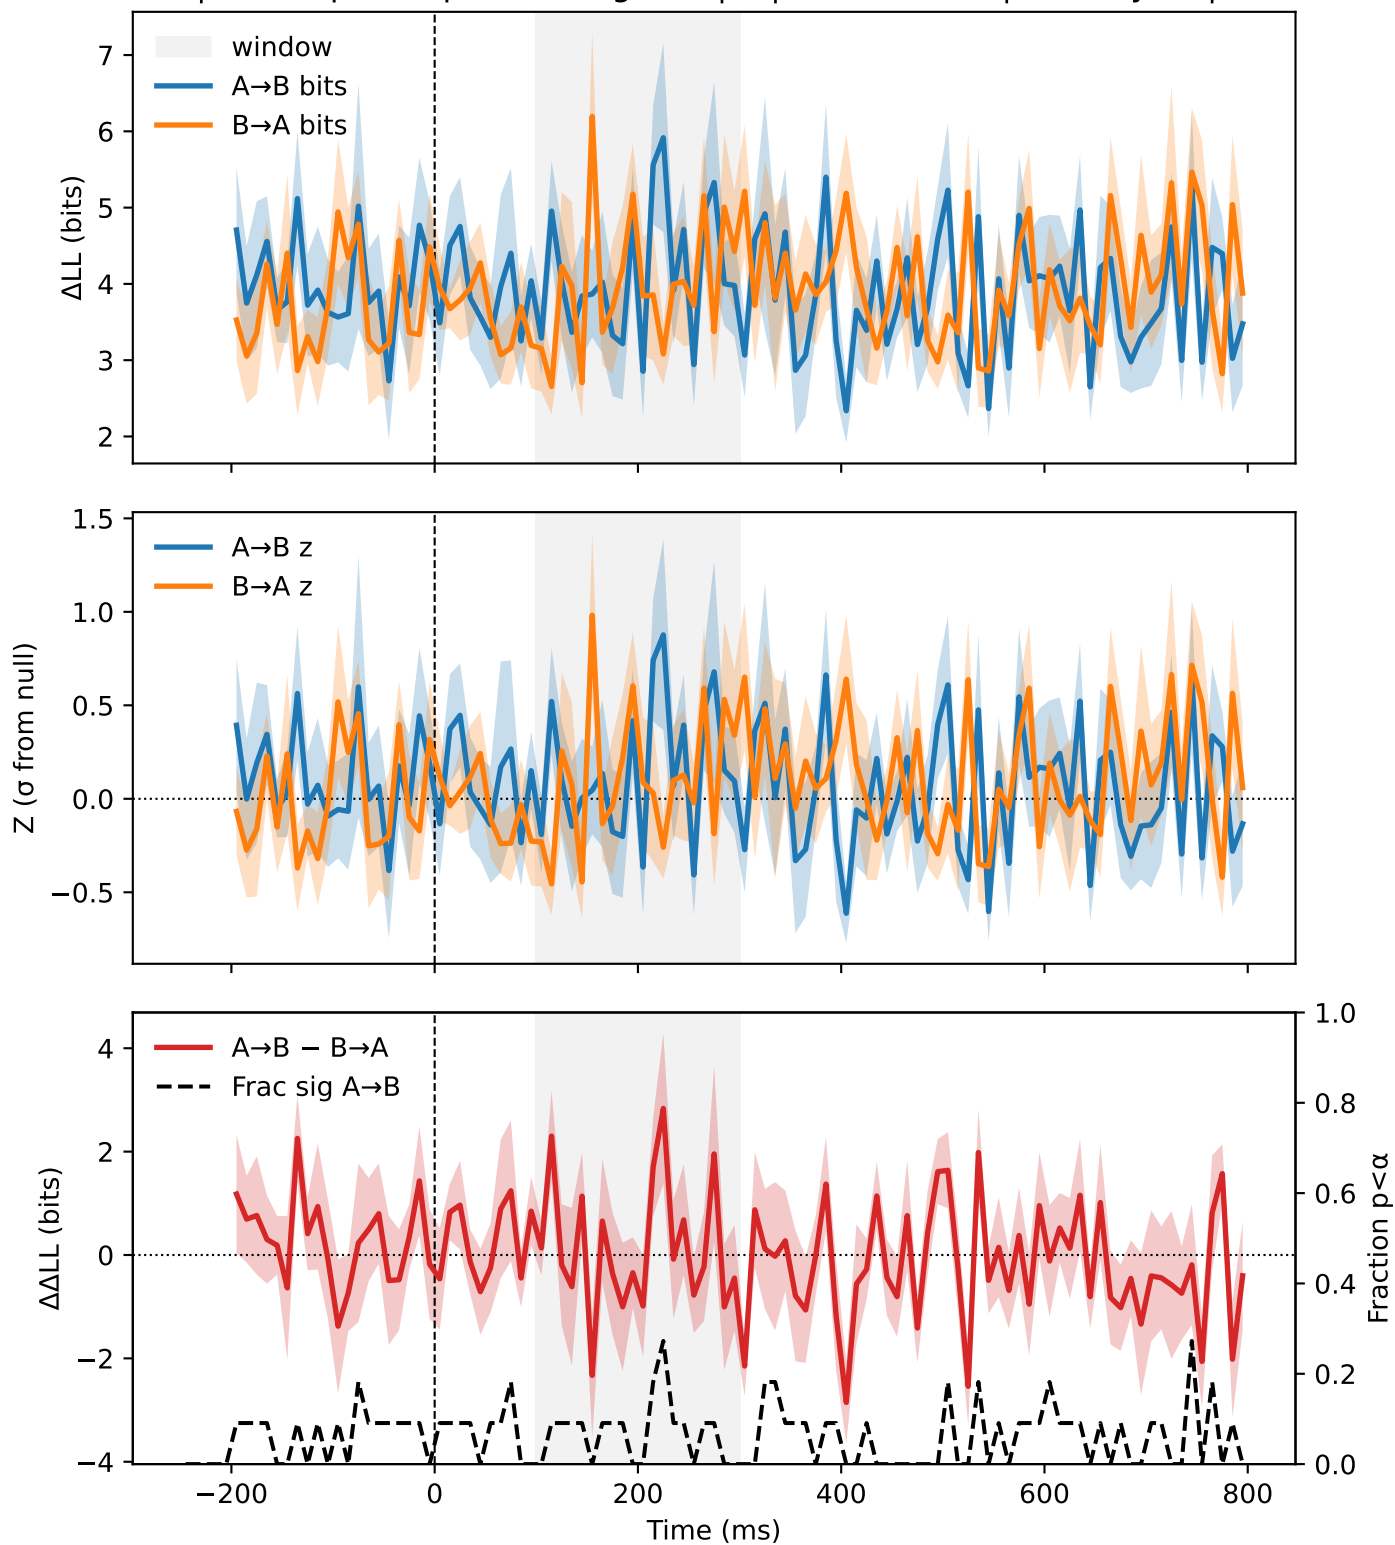 7
6
5
4
3
2
ΔLL (bits)
window
A→B bits
B→A bits
1.5
1.0
0.5
0.0
−0.5
Z (σ from null)
A→B z
B→A z
4
2
0
−2
−4
ΔΔLL (bits)
A→B − B→A
Frac sig A→B
1.0
0.8
0.6
0.4
0.2
0.0
Fraction p<α
−200
0
200
400
600
800
Time (ms)